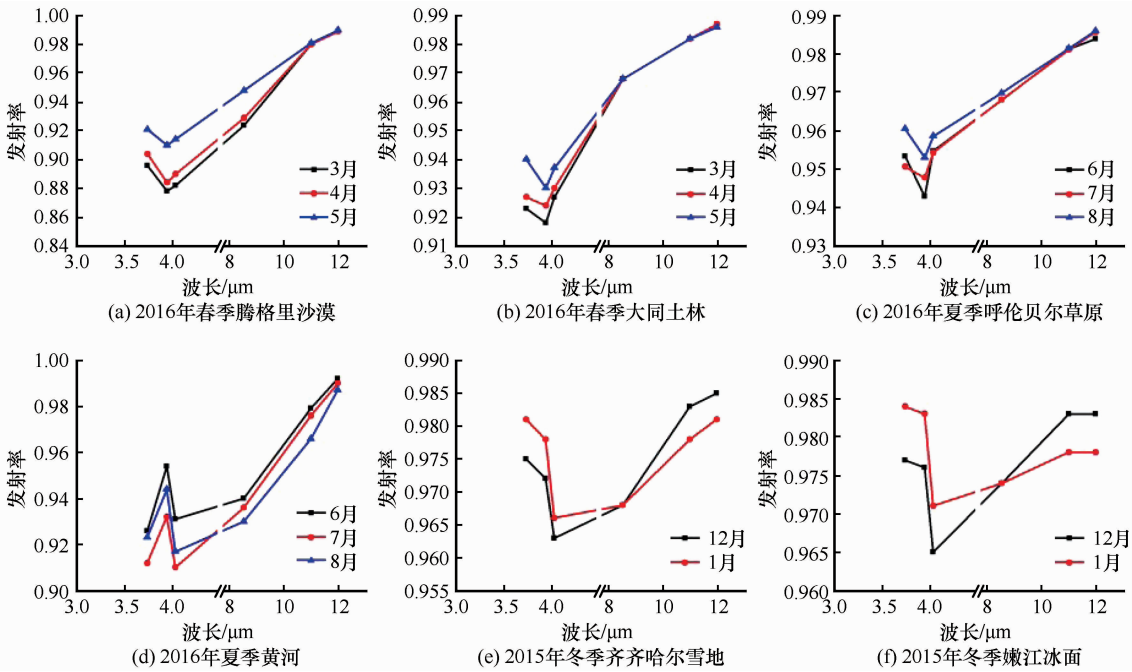 1.00
0.98
0.96
0.94
0.92
0.90
0.88
0.86
0.84
发射率
3月
4月
5月
3.0 3.5 4.0 8 10 12
波长/μm
(a) 2016年春季腾格里沙漠
0.99
0.98
0.97
0.96
0.95
0.94
0.93
0.92
0.91
发射率
3月
4月
5月
3.0 3.5 4.0 8 10 12
波长/μm
(b) 2016年春季大同土林
0.99
0.98
0.97
0.96
0.95
0.94
0.93
发射率
6月
7月
8月
3.0 3.5 4.0 8 10 12
波长/μm
(c) 2016年夏季呼伦贝尔草原
1.00
0.98
0.96
0.94
0.92
0.90
发射率
6月
7月
8月
3.0 3.5 4.0 8 10 12
波长/μm
(d) 2016年夏季黄河
0.990
0.985
0.980
0.975
0.970
0.965
0.960
0.955
发射率
12月
1月
3.0 3.5 4.0 8 10 12
波长/μm
(e) 2015年冬季齐齐哈尔雪地
0.990
0.985
0.980
0.975
0.970
0.965
0.960
发射率
12月
1月
3.0 3.5 4.0 8 10 12
波长/μm
(f) 2015年冬季嫩江冰面